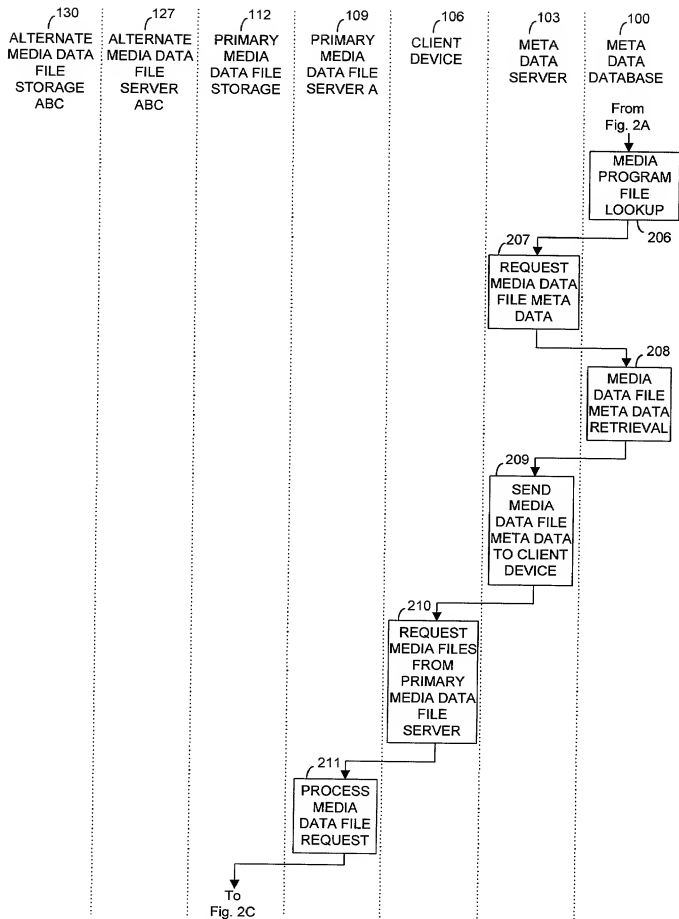 130
ALTERNATE
MEDIA DATA
FILE
STORAGE
ABC
127
ALTERNATE
MEDIA DATA
FILE
SERVER
ABC
112
PRIMARY
MEDIA
DATA FILE
STORAGE
109
PRIMARY
MEDIA
DATA FILE
SERVER A
106
CLIENT
DEVICE
103
META
DATA
SERVER
100
META
DATA
DATABASE
From
Fig. 2A
MEDIA
PROGRAM
FILE
LOOKUP
206
207
REQUEST
MEDIA DATA
FILE META
DATA
208
MEDIA
DATA FILE
META DATA
RETRIEVAL
209
SEND
MEDIA
DATA FILE
META DATA
TO CLIENT
DEVICE
210
REQUEST
MEDIA FILES
FROM
PRIMARY
MEDIA DATA
FILE
SERVER
211
PROCESS
MEDIA
DATA FILE
REQUEST
To
Fig. 2C